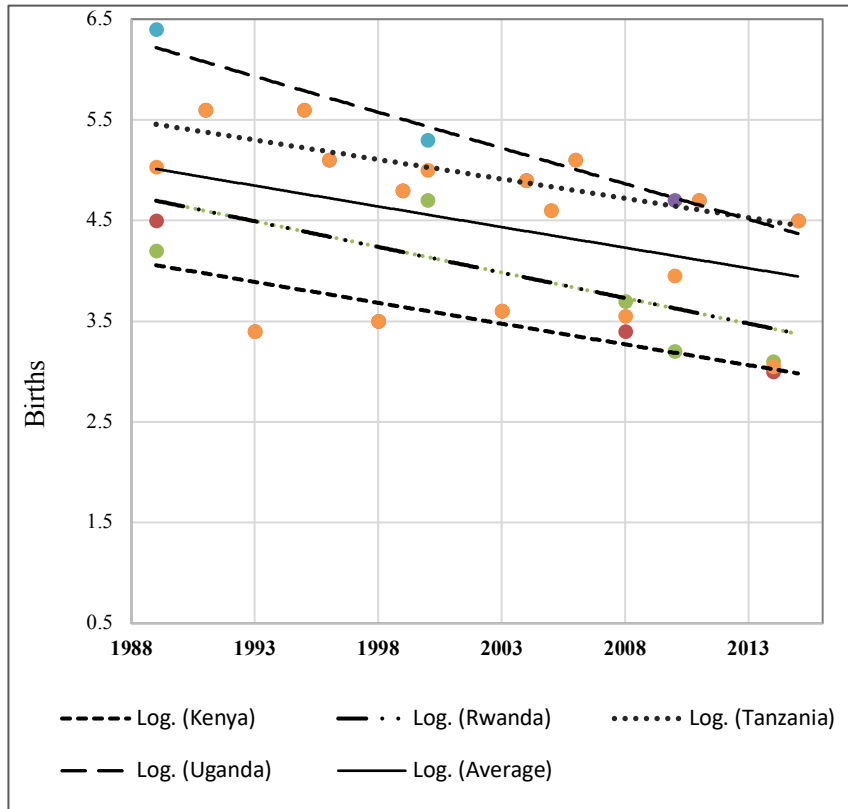 6.5
5.5
4.5
3.5
2.5
1.5
0.5
Births
1988 1993 1998 2003 2008 2013
Log. (Kenya) Log. (Rwanda) Log. (Tanzania)
Log. (Uganda) Log. (Average)